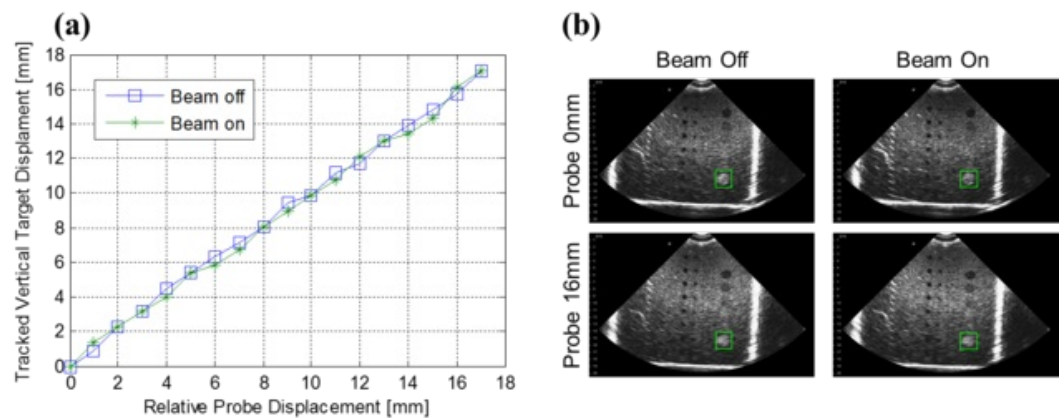 (a)
18
16
14
12
10
8
6
4
2
0
Tracked Vertical Target Displament [mm]
Beam off
Beam on
0 2 4 6 8 10 12 14 16 18
Relative Probe Displacement [mm]
(b)
Beam Off Beam On
Probe 0mm
Probe 16mm